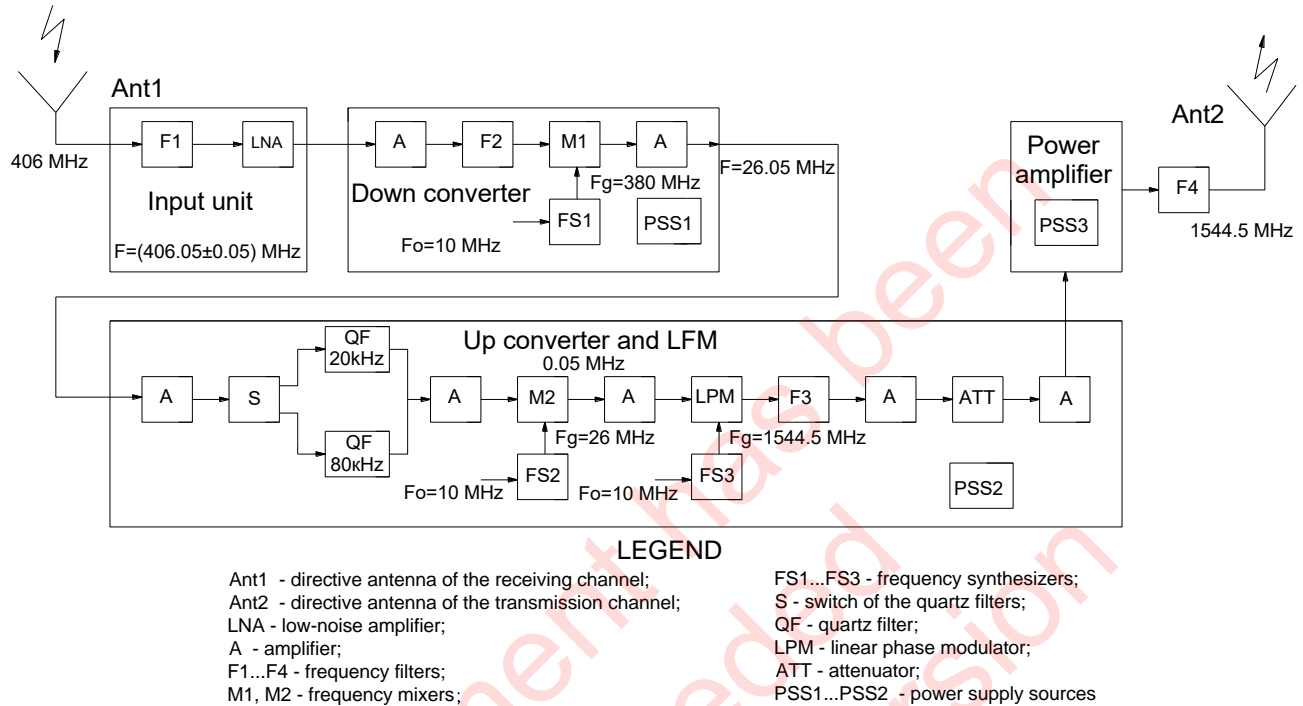 Ant1
406 MHz
F1
LNA
Input unit
F=(406.05±0.05) MHz
A
F2
M1
A
Down converter
Fg=380 MHz
FS1
PSS1
Fo=10 MHz
F=26.05 MHz
Power
amplifier
PSS3
Ant2
F4
1544.5 MHz
Up converter and LFM
A
S
QF
20kHz
QF
80кHz
A
0.05 MHz
M2
A
LPM
F3
A
ATT
A
Fg=26 MHz
Fg=1544.5 MHz
Fo=10 MHz
FS2
Fo=10 MHz
FS3
PSS2
LEGEND
Ant1 - directive antenna of the receiving channel;
Ant2 - directive antenna of the transmission channel;
LNA - low-noise amplifier;
A - amplifier;
F1...F4 - frequency filters;
M1, M2 - frequency mixers;
FS1...FS3 - frequency synthesizers;
S - switch of the quartz filters;
QF - quartz filter;
LPM - linear phase modulator;
ATT - attenuator;
PSS1...PSS2 - power supply sources
has been